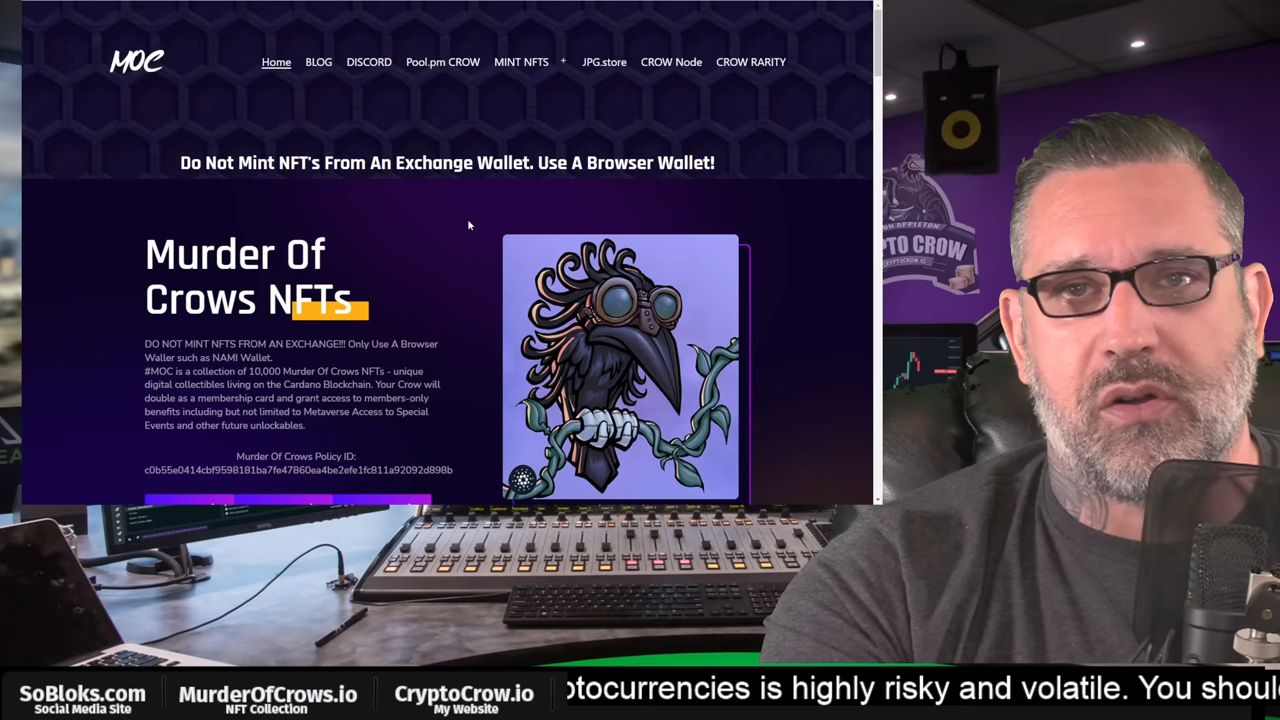 MOC
Home BLOG DISCORD Pool.pm CROW MINT NFTS + JPG.store CROW Node CROW RARITY
Do Not Mint NFT's From An Exchange Wallet. Use A Browser Wallet!
Murder Of
Crows NFTs
DO NOT MINT NFTS FROM AN EXCHANGE!!! Only Use A Browser
Waller such as NAMI Wallet.
#MOC is a collection of 10,000 Murder Of Crows NFTs - unique
digital collectibles living on the Cardano Blockchain. Your Crow will
double as a membership card and grant access to members-only
benefits including but not limited to Metaverse Access to Special
Events and other future unlockables.
Murder Of Crows Policy ID:
c0b55e0414cbf9598181ba7fe47860ea4be2efe1fc811a92092d898b
ON APPLETON
PTO CROW
CRYPTOCROW.IO
SoBloks.com
Social Media Site
MurderOfCrows.io
NFT Collection
CryptoCrow.io
My Website
ptocurrencies is highly risky and volatile. You shoul